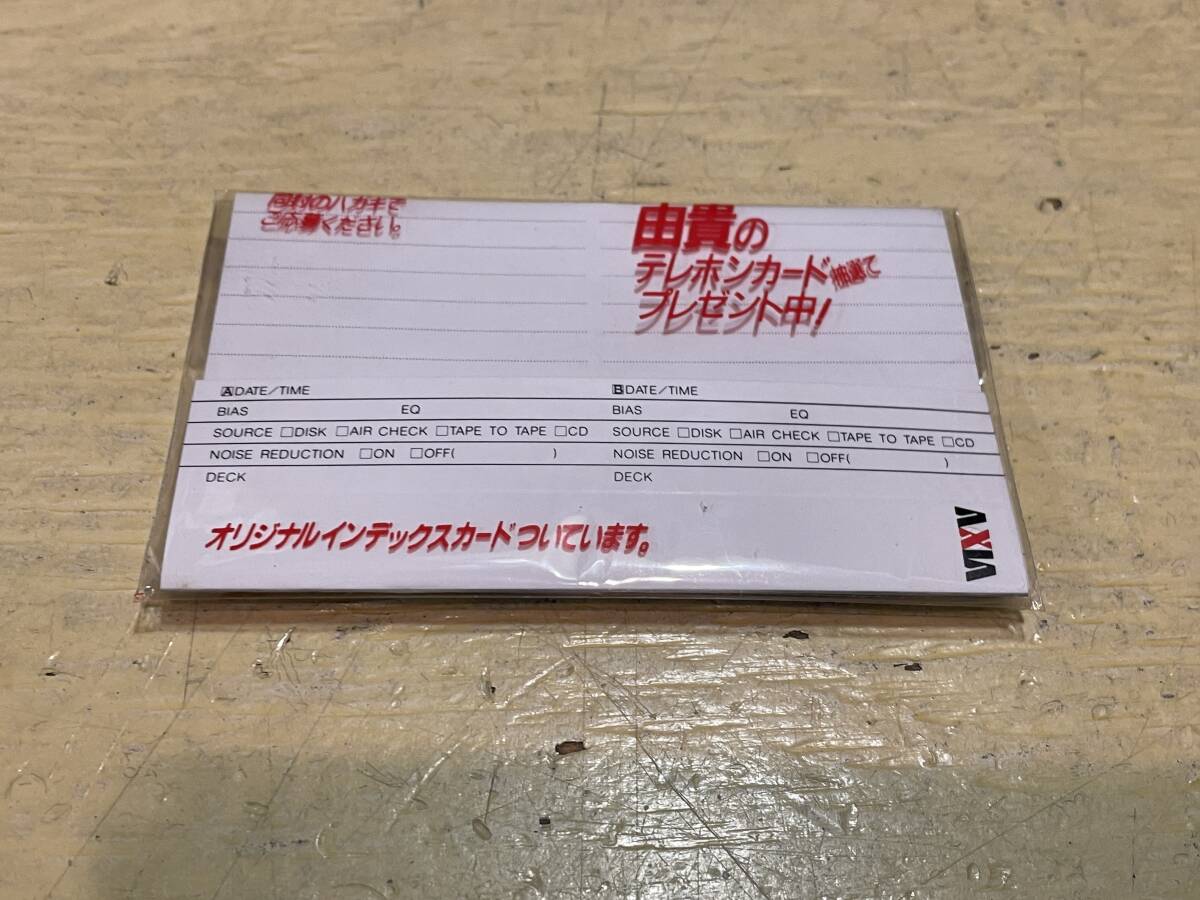 同封のハガキで
ご応募ください。
由貴の
テレホンカード抽選で
プレゼント中!
A DATE/TIME
BIAS EQ
SOURCE □DISK □AIR CHECK □TAPE TO TAPE □CD
NOISE REDUCTION □ON □OFF( )
DECK
B DATE/TIME
BIAS EQ
SOURCE □DISK □AIR CHECK □TAPE TO TAPE □CD
NOISE REDUCTION □ON □OFF( )
DECK
オリジナルインデックスカードついています。
AXIA